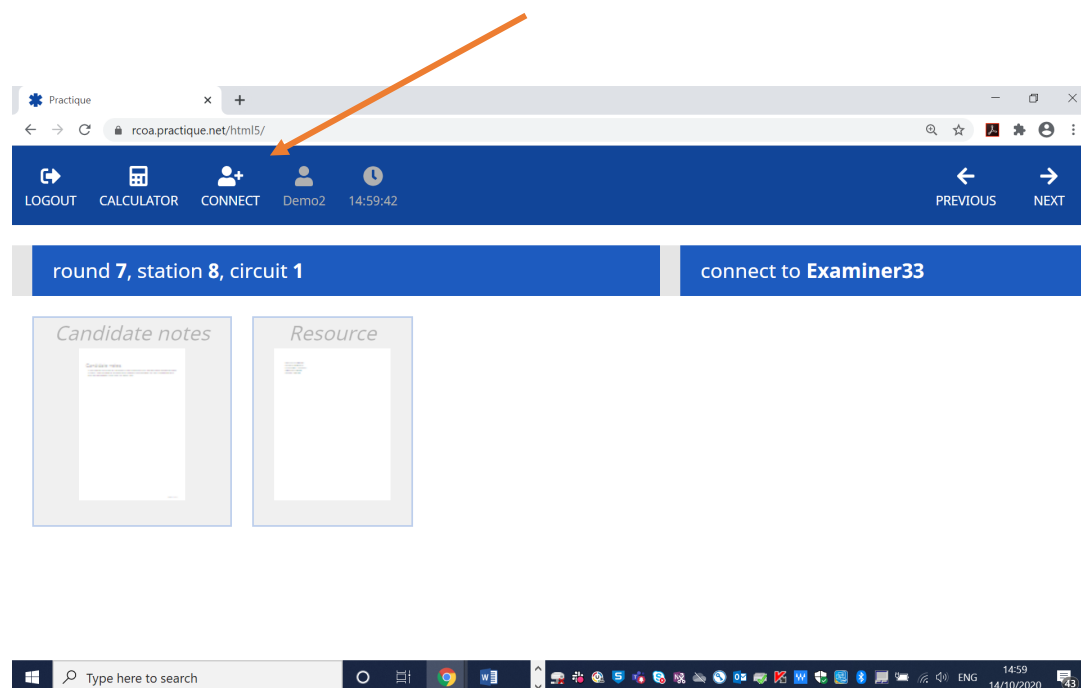 Practique
rcoa.practique.net/html5/
LOGOUT CALCULATOR CONNECT Demo2 14:59:42 PREVIOUS NEXT
round 7, station 8, circuit 1
connect to Examiner33
Candidate notes
Resource
Candidate notes
Type here to search
ENG
14:59
14/10/2020
43